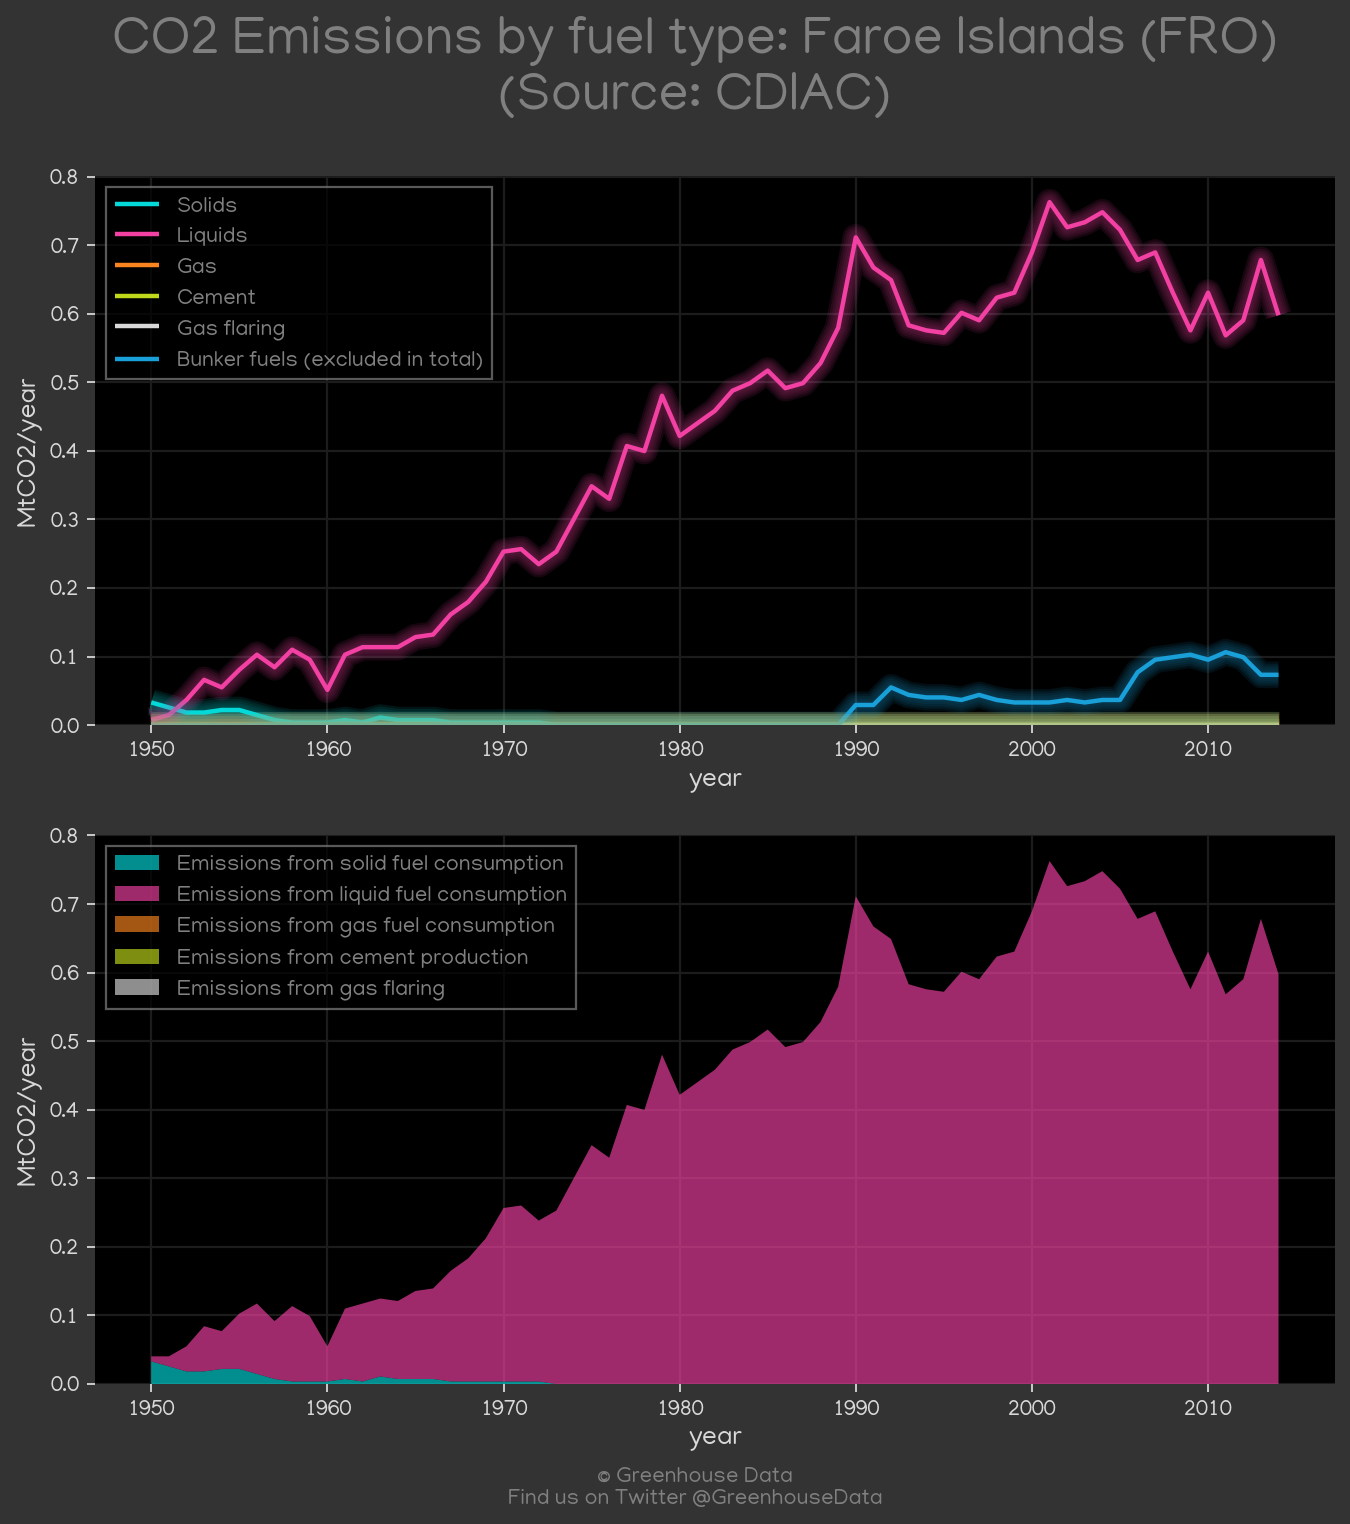 CO2 Emissions by fuel type: Faroe Islands (FRO)
(Source: CDIAC)
0.8
0.7
0.6
0.5
0.4
0.3
0.2
0.1
0.0
MtCO2/year
Solids
Liquids
Gas
Cement
Gas flaring
Bunker fuels (excluded in total)
1950 1960 1970 1980 1990 2000 2010
year
0.8
0.7
0.6
0.5
0.4
0.3
0.2
0.1
0.0
MtCO2/year
Emissions from solid fuel consumption
Emissions from liquid fuel consumption
Emissions from gas fuel consumption
Emissions from cement production
Emissions from gas flaring
1950 1960 1970 1980 1990 2000 2010
year
© Greenhouse Data
Find us on Twitter @GreenhouseData